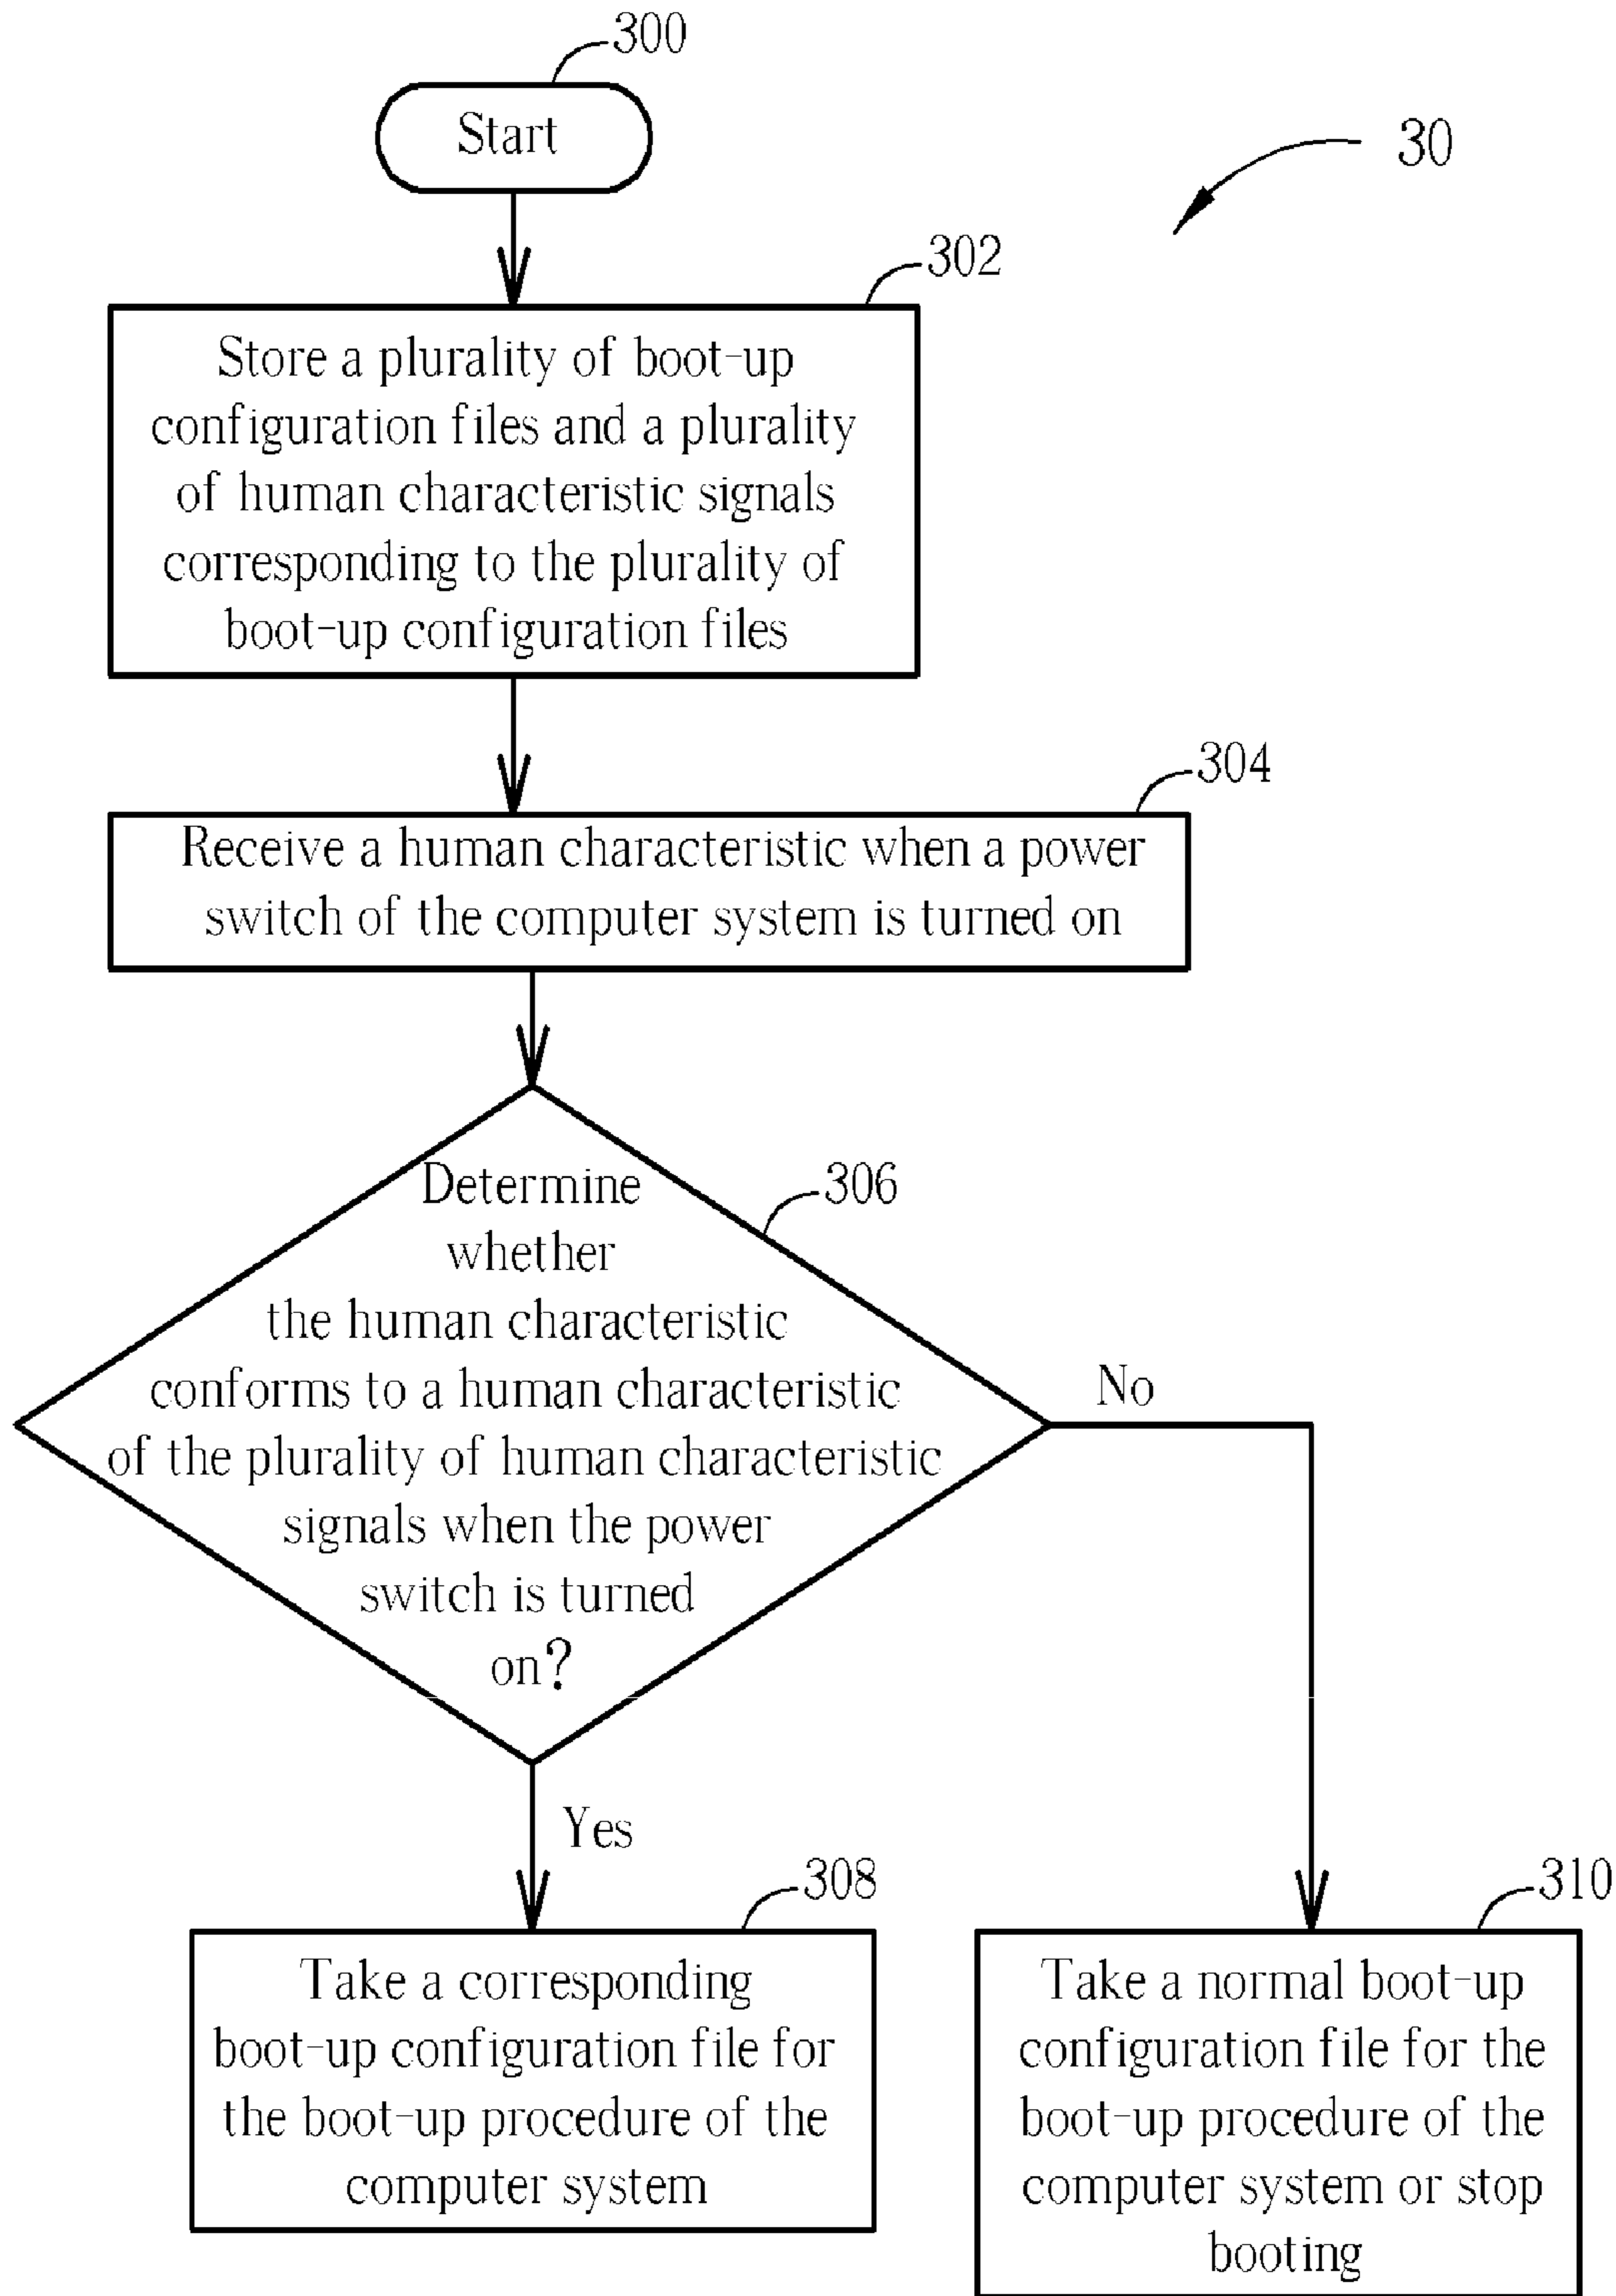 300
Start
30
302
Store a plurality of boot-up
configuration files and a plurality
of human characteristic signals
corresponding to the plurality of
boot-up configuration files
304
Receive a human characteristic when a power
switch of the computer system is turned on
306
Determine
whether
the human characteristic
conforms to a human characteristic
of the plurality of human characteristic
signals when the power
switch is turned
on?
No
Yes
308
Take a corresponding
boot-up configuration file for
the boot-up procedure of the
computer system
310
Take a normal boot-up
configuration file for the
boot-up procedure of the
computer system or stop
booting